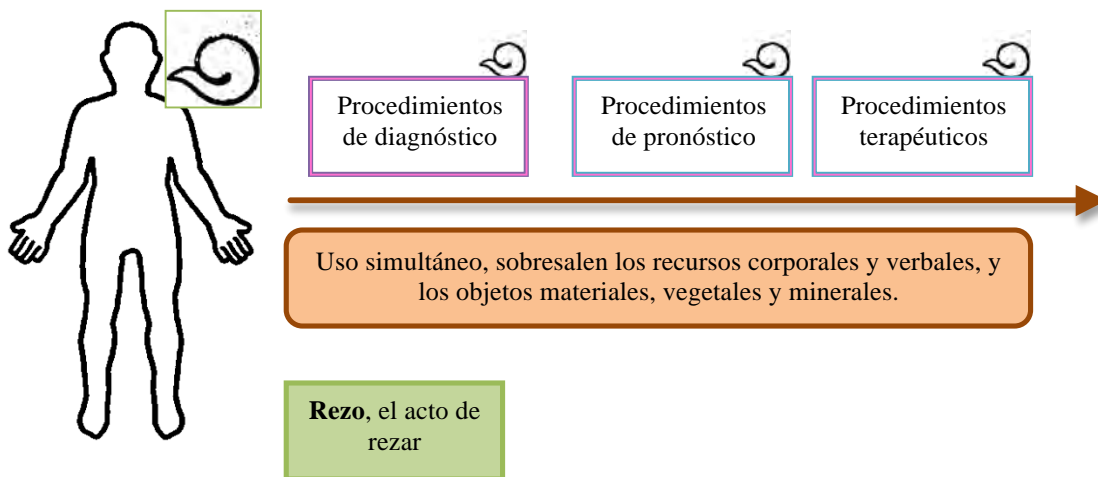 Procedimientos
de diagnóstico
Procedimientos
de pronóstico
Procedimientos
terapéuticos
Uso simultáneo, sobresalen los recursos corporales y verbales, y
los objetos materiales, vegetales y minerales.
Rezo, el acto de
rezar